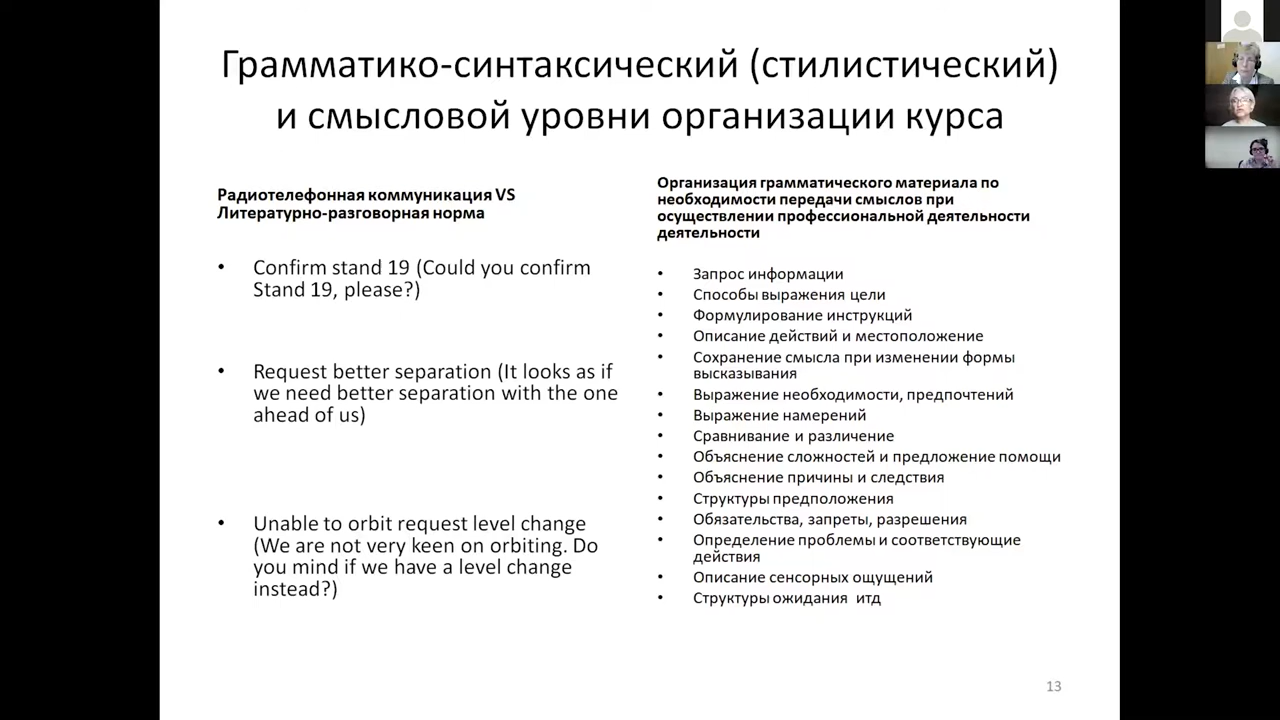 Грамматико-синтаксический (стилистический)
и смысловой уровни организации курса
Радиотелефонная коммуникация VS
Литературно-разговорная норма
• Confirm stand 19 (Could you confirm
Stand 19, please?)
• Request better separation (It looks as if
we need better separation with the one
ahead of us)
• Unable to orbit request level change
(We are not very keen on orbiting. Do
you mind if we have a level change
instead?)
Организация грамматического материала по
необходимости передачи смыслов при
осуществлении профессиональной деятельности
деятельности
• Запрос информации
• Способы выражения цели
• Формулирование инструкций
• Описание действий и местоположение
• Сохранение смысла при изменении формы
высказывания
• Выражение необходимости, предпочтений
• Выражение намерений
• Сравнивание и различение
• Объяснение сложностей и предложение помощи
• Объяснение причины и следствия
• Структуры предположения
• Обязательства, запреты, разрешения
• Определение проблемы и соответствующие
действия
• Описание сенсорных ощущений
• Структуры ожидания итд
13